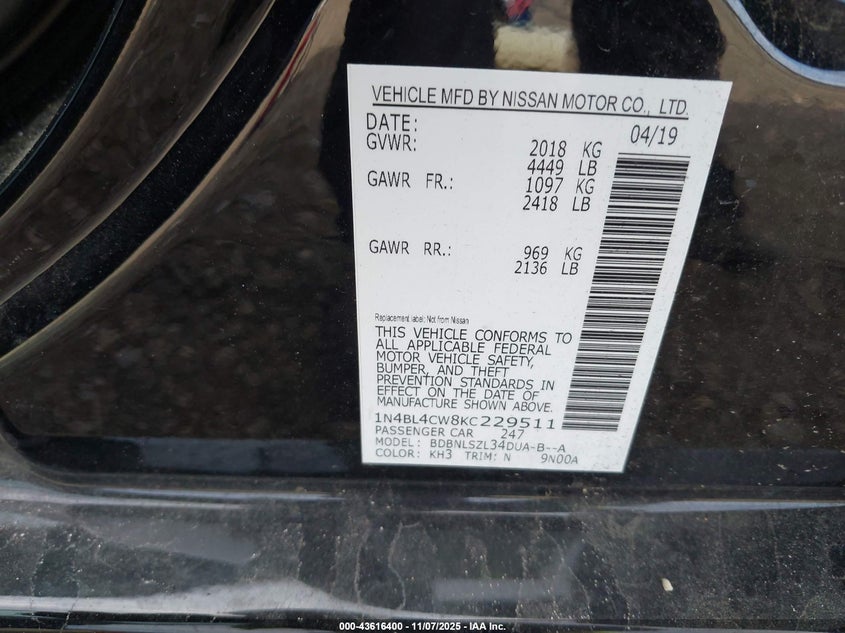 VEHICLE MFD BY NISSAN MOTOR CO., LTD.
DATE: 04/19
GVWR: 2018 KG
4449 LB
GAWR FR.: 1097 KG
2418 LB
GAWR RR.: 969 KG
2136 LB
Replacement label: Not from Nissan
THIS VEHICLE CONFORMS TO
ALL APPLICABLE FEDERAL
MOTOR VEHICLE SAFETY,
BUMPER, AND THEFT
PREVENTION STANDARDS IN
EFFECT ON THE DATE OF
MANUFACTURE SHOWN ABOVE.
1N4BL4CW8KC229511
PASSENGER CAR 247
MODEL: BDBNLSZL34DUA-B--A
COLOR: KH3 TRIM: N 9N00A
000-43616400 - 11/07/2025 - IAA Inc.